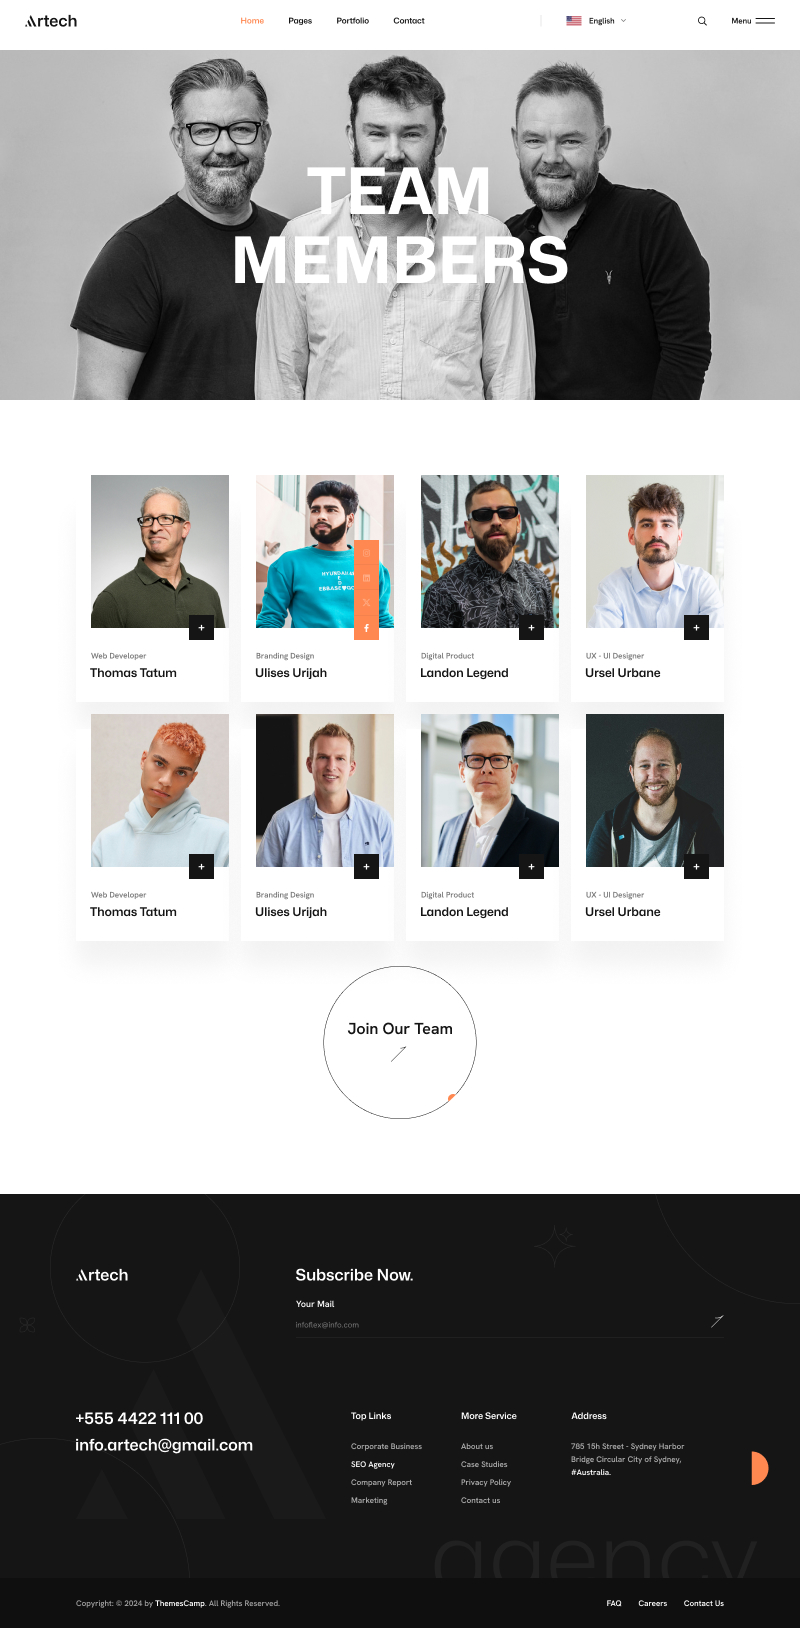 Artech
Home Pages Portfolio Contact
English
Menu
TEAM
MEMBERS
Web Developer
Thomas Tatum
Branding Design
Ulises Urijah
Digital Product
Landon Legend
UX - UI Designer
Ursel Urbane
Web Developer
Thomas Tatum
Branding Design
Ulises Urijah
Digital Product
Landon Legend
UX - UI Designer
Ursel Urbane
Join Our Team
Artech
Subscribe Now.
Your Mail
infoflex@info.com
+555 4422 111 00
info.artech@gmail.com
Top Links
Corporate Business
SEO Agency
Company Report
Marketing
More Service
About us
Case Studies
Privacy Policy
Contact us
Address
785 15h Street - Sydney Harbor
Bridge Circular City of Sydney,
#Australia.
agency
Copyright: © 2024 by ThemesCamp. All Rights Reserved.
FAQ Careers Contact Us